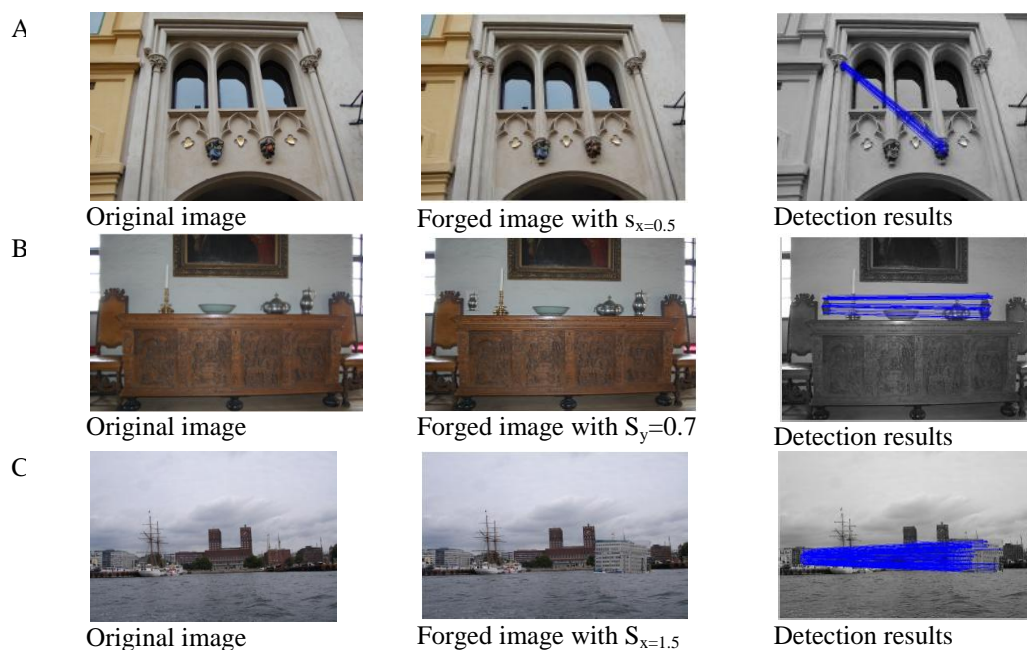 A
Original image Forged image with sx=0.5 Detection results
B
Original image Forged image with Sy=0.7 Detection results
C
Original image Forged image with Sx=1.5 Detection results